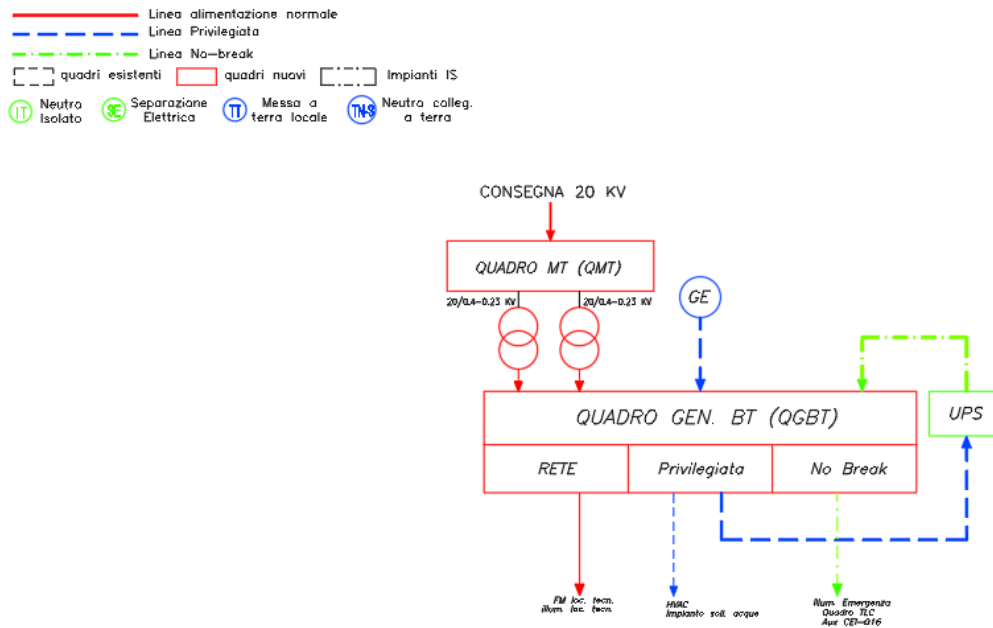 Linea alimentazione normale
Linea Privilegiata
Linea No-break
quadri esistenti
quadri nuovi
Impianti IS
IT Neutro Isolato
SE Separazione Elettrica
TT Messa a terra locale
TN-S Neutro colleg. a terra
CONSEGNA 20 KV
QUADRO MT (QMT)
20/0.4-0.23 KV
20/0.4-0.23 KV
GE
QUADRO GEN. BT (QGBT)
UPS
RETE
Privilegiata
No Break
FM loc. tecn.
illum. loc. tecn.
HVAC
Impianto soll. acque
Illum. Emergenza
Quadro TLC
Aux CEI-016